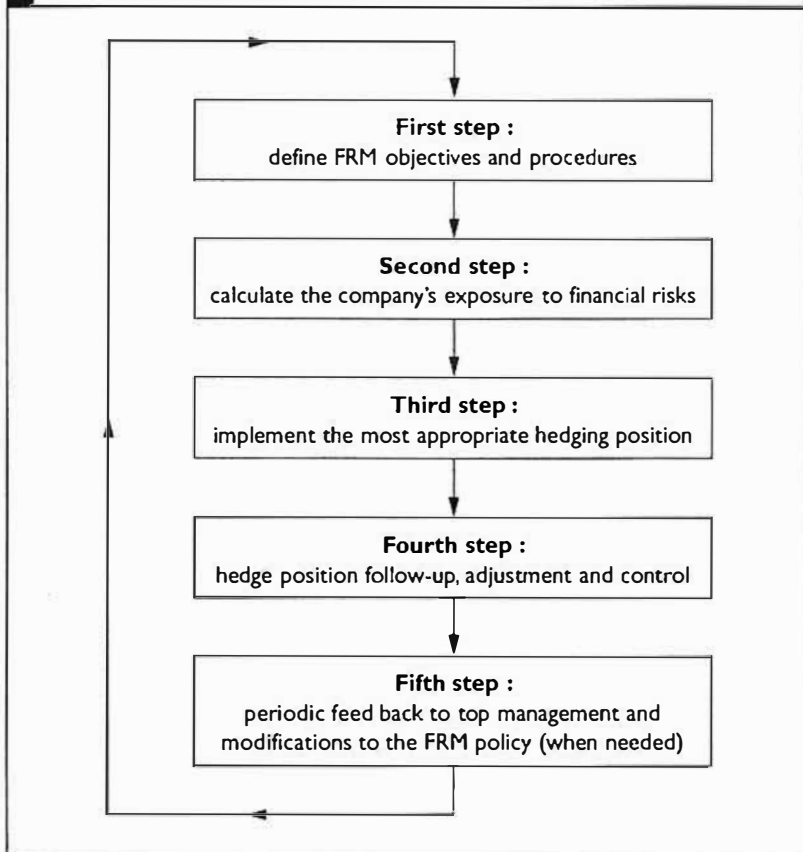 First step :
define FRM objectives and procedures
Second step :
calculate the company's exposure to financial risks
Third step :
implement the most appropriate hedging position
Fourth step :
hedge position follow-up, adjustment and control
Fifth step :
periodic feed back to top management and
modifications to the FRM policy (when needed)